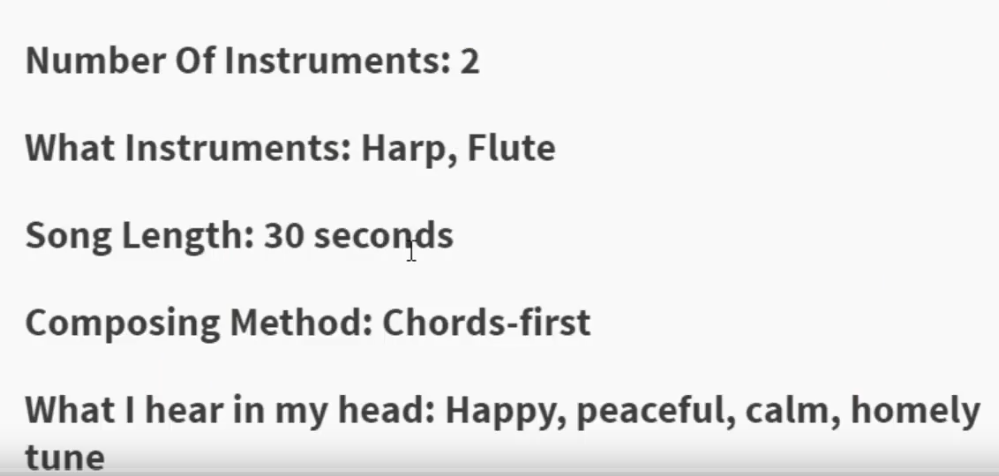 Number Of Instruments: 2
What Instruments: Harp, Flute
Song Length: 30 seconds
Composing Method: Chords-first
What I hear in my head: Happy, peaceful, calm, homely
tune